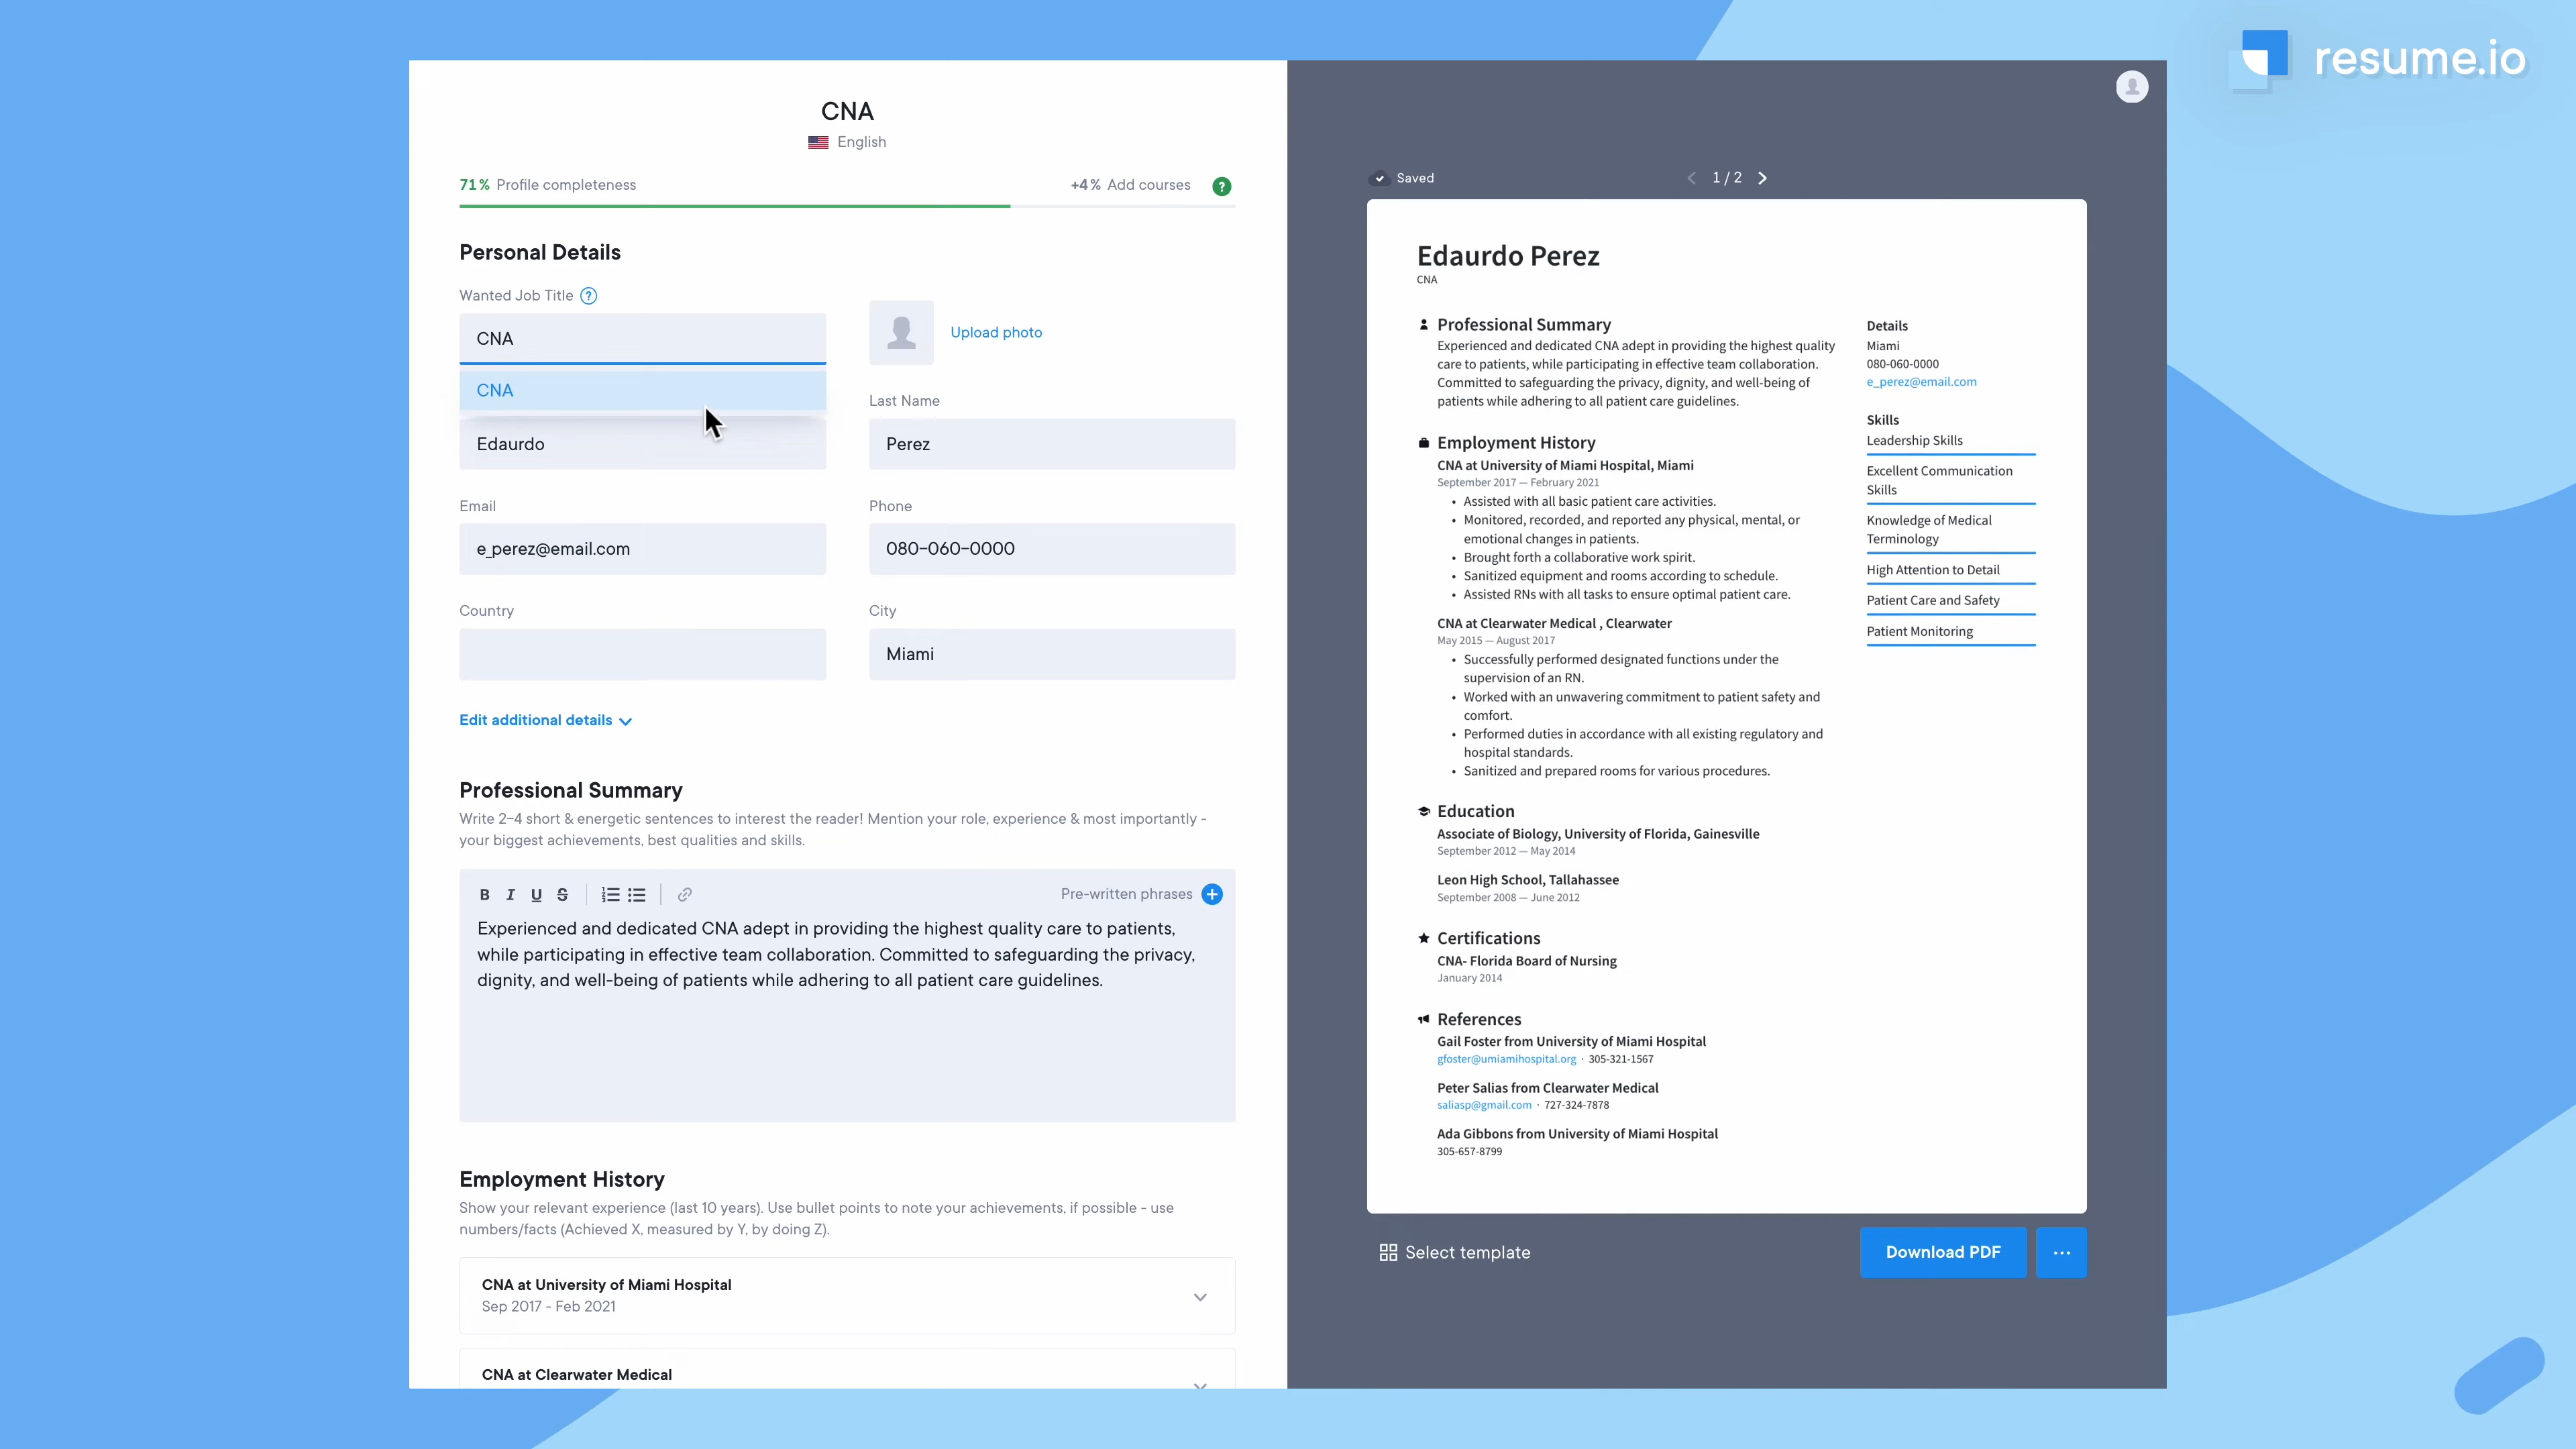 resume.io
CNA
English
71% Profile completeness
+4% Add courses
?
Personal Details
Wanted Job Title ?
CNA
CNA
Upload photo
Edaurdo
Last Name
Perez
Email
e_perez@email.com
Phone
080-060-0000
Country
City
Miami
Edit additional details
Professional Summary
Write 2-4 short & energetic sentences to interest the reader! Mention your role, experience & most importantly -
your biggest achievements, best qualities and skills.
B I U S
Pre-written phrases
Experienced and dedicated CNA adept in providing the highest quality care to patients,
while participating in effective team collaboration. Committed to safeguarding the privacy,
dignity, and well-being of patients while adhering to all patient care guidelines.
Employment History
Show your relevant experience (last 10 years). Use bullet points to note your achievements, if possible - use
numbers/facts (Achieved X, measured by Y, by doing Z).
CNA at University of Miami Hospital
Sep 2017 - Feb 2021
CNA at Clearwater Medical
Saved
1 / 2
Edaurdo Perez
CNA
Professional Summary
Experienced and dedicated CNA adept in providing the highest quality
care to patients, while participating in effective team collaboration.
Committed to safeguarding the privacy, dignity, and well-being of
patients while adhering to all patient care guidelines.
Employment History
CNA at University of Miami Hospital, Miami
September 2017 — February 2021
• Assisted with all basic patient care activities.
• Monitored, recorded, and reported any physical, mental, or
emotional changes in patients.
• Brought forth a collaborative work spirit.
• Sanitized equipment and rooms according to schedule.
• Assisted RNs with all tasks to ensure optimal patient care.
CNA at Clearwater Medical , Clearwater
May 2015 — August 2017
• Successfully performed designated functions under the
supervision of an RN.
• Worked with an unwavering commitment to patient safety and
comfort.
• Performed duties in accordance with all existing regulatory and
hospital standards.
• Sanitized and prepared rooms for various procedures.
Education
Associate of Biology, University of Florida, Gainesville
September 2012 — May 2014
Leon High School, Tallahassee
September 2008 — June 2012
Certifications
CNA- Florida Board of Nursing
January 2014
References
Gail Foster from University of Miami Hospital
gfoster@umiamihospital.org · 305-321-1567
Peter Salias from Clearwater Medical
saliasp@gmail.com · 727-324-7878
Ada Gibbons from University of Miami Hospital
305-657-8799
Details
Miami
080-060-0000
e_perez@email.com
Skills
Leadership Skills
Excellent Communication
Skills
Knowledge of Medical
Terminology
High Attention to Detail
Patient Care and Safety
Patient Monitoring
Select template
Download PDF
...